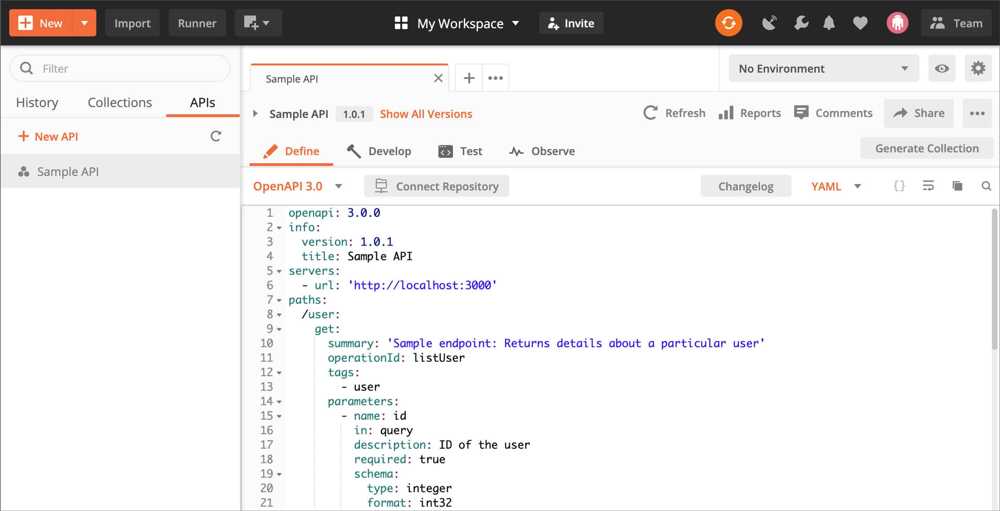 New Import Runner My Workspace Invite Team
Filter
Sample API
No Environment
History Collections APIs
Sample API 1.0.1 Show All Versions Refresh Reports Comments Share
New API
Define Develop Test Observe Generate Collection
Sample API
OpenAPI 3.0 Connect Repository Changelog YAML {}
1 openapi: 3.0.0
2 info:
3 version: 1.0.1
4 title: Sample API
5 servers:
6 - url: 'http://localhost:3000'
7 paths:
8 /user:
9 get:
10 summary: 'Sample endpoint: Returns details about a particular user'
11 operationId: listUser
12 tags:
13 - user
14 parameters:
15 - name: id
16 in: query
17 description: ID of the user
18 required: true
19 schema:
20 type: integer
21 format: int32